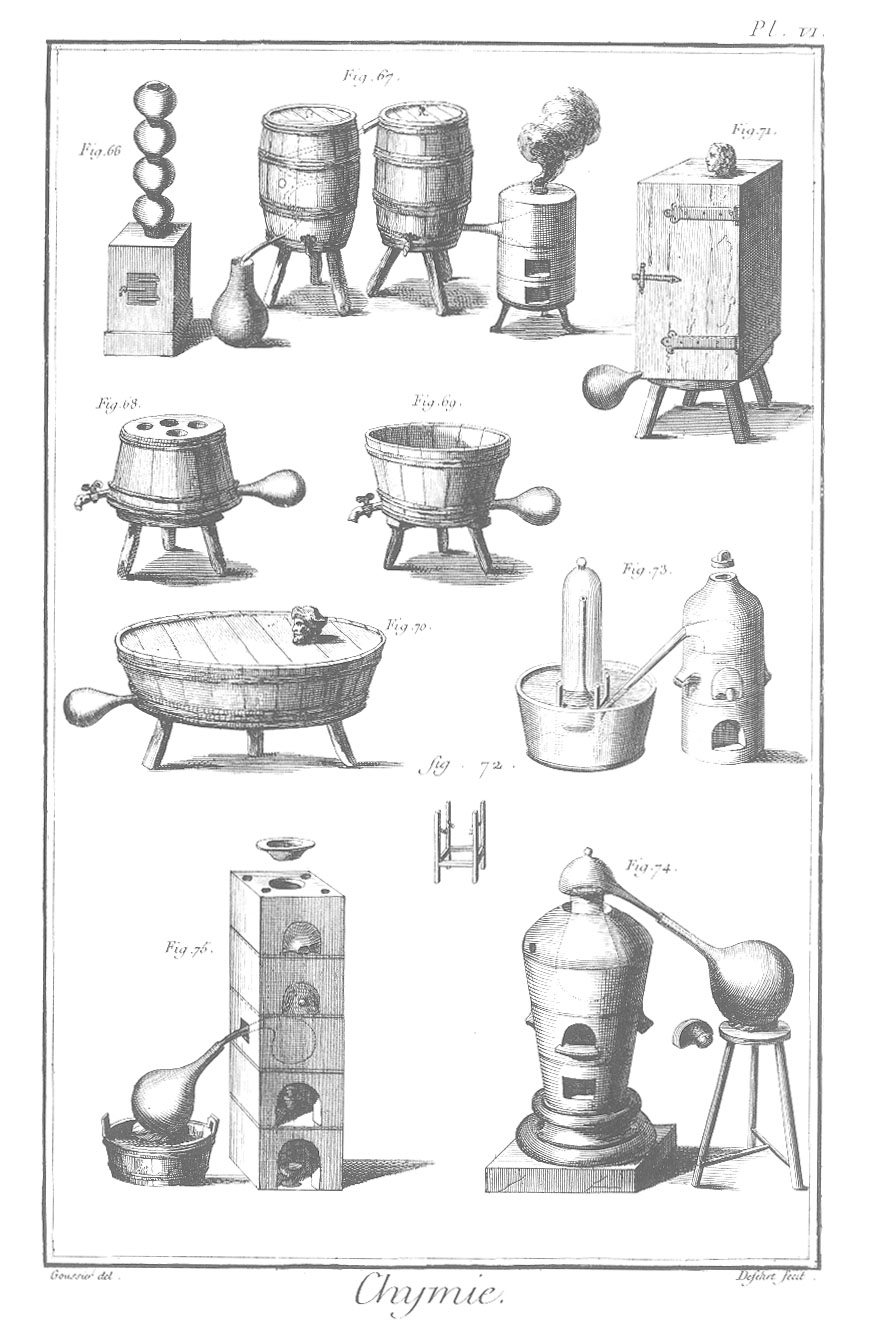 Pl. VI.
Fig. 67.
Fig. 66
Fig. 71.
Fig. 68.
Fig. 69.
Fig. 73.
Fig. 70.
fig. 72.
Fig. 74.
Fig. 75.
Goussier del.
Defehrt fecit.
Chymie.